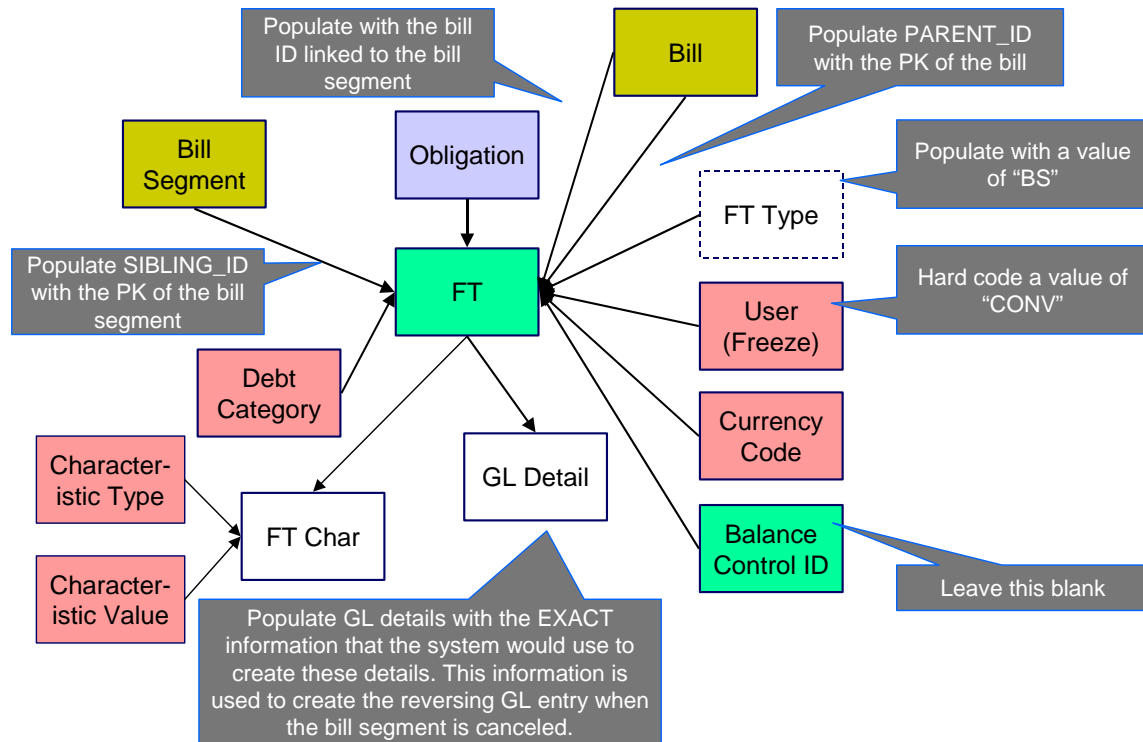 Populate with the bill
ID linked to the bill
segment
Bill
Populate PARENT_ID
with the PK of the bill
Bill
Segment
Obligation
FT Type
Populate with a value
of “BS”
Populate SIBLING_ID
with the PK of the bill
segment
FT
User
(Freeze)
Hard code a value of
“CONV”
Debt
Category
Currency
Code
Character-
istic Type
GL Detail
FT Char
Balance
Control ID
Character-
istic Value
Leave this blank
Populate GL details with the EXACT
information that the system would use to
create these details. This information is
used to create the reversing GL entry when
the bill segment is canceled.